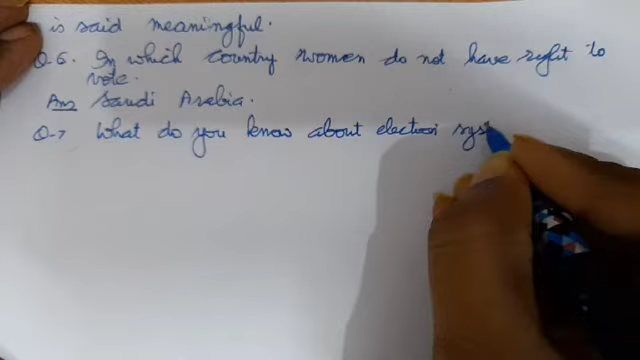 is said meaningful.
Q-6. In which country women do not have right to
vote.
Ans Saudi Arabia.
Q-7 What do you know about election sys